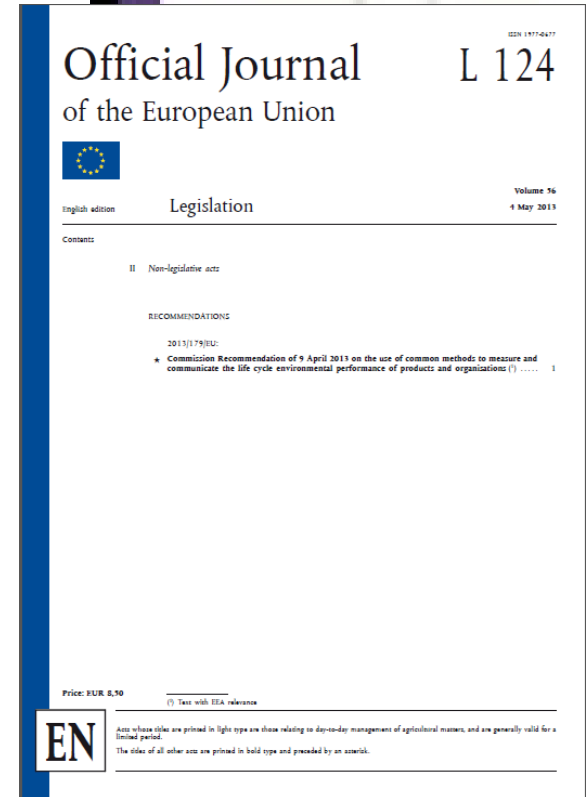 ISSN 1977-0677
Official Journal
L 124
of the European Union
Volume 56
English edition
Legislation
4 May 2013
Contents
II Non-legislative acts
RECOMMENDATIONS
2013/179/EU:
★ Commission Recommendation of 9 April 2013 on the use of common methods to measure and
communicate the life cycle environmental performance of products and organisations (¹) ..... 1
Price: EUR 8,50
(¹) Text with EEA relevance
EN
Acts whose titles are printed in light type are those relating to day-to-day management of agricultural matters, and are generally valid for a
limited period.
The titles of all other acts are printed in bold type and preceded by an asterisk.